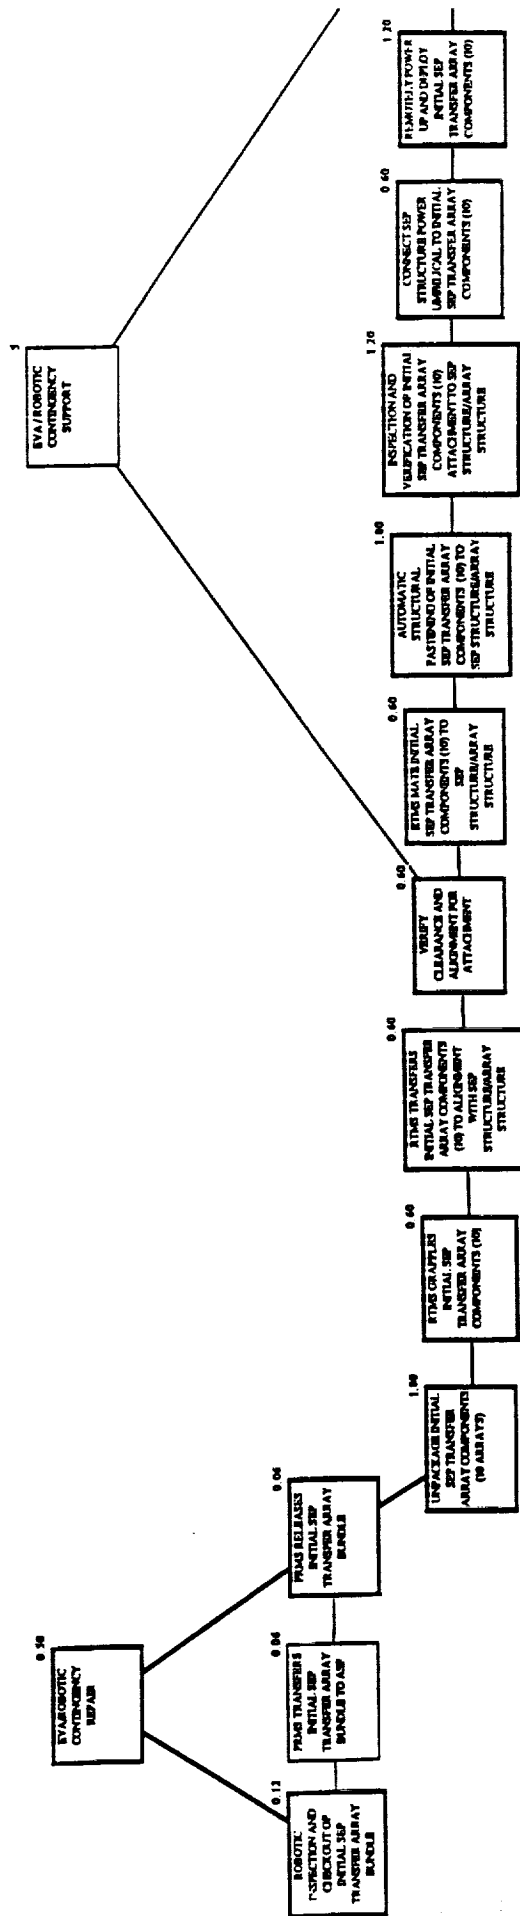 0.50
EVA/ROBOTIC
CONTINGENCY
REPAIR
5
EVA / ROBOTIC
CONTINGENCY
SUPPORT
0.12
ROBOTIC
INSPECTION AND
CHECKOUT OF
INITIAL SEP
TRANSFER ARRAY
BUNDLE
0.06
PRMS TRANSFERS
INITIAL SEP
TRANSFER ARRAY
BUNDLE TO ASP
0.06
PRMS RELEASES
INITIAL SEP
TRANSFER ARRAY
BUNDLE
1.00
UNPACKAGE INITIAL
SEP TRANSFER
ARRAY COMPONENTS
(10 ARRAYS)
0.60
RTMS GRAPPLES
INITIAL SEP
TRANSFER ARRAY
COMPONENTS (10)
0.60
RTMS TRANSFERS
INITIAL SEP TRANSFER
ARRAY COMPONENTS
(10) TO ALIGNMENT
WITH SEP
STRUCTURE/ARRAY
STRUCTURE
0.60
VERIFY
CLEARANCE AND
ALIGNMENT FOR
ATTACHMENT
0.60
RTMS MATE INITIAL
SEP TRANSFER ARRAY
COMPONENTS (10) TO
SEP
STRUCTURE/ARRAY
STRUCTURE
1.00
AUTOMATIC
STRUCTURAL
FASTENING OF INITIAL
SEP TRANSFER ARRAY
COMPONENTS (10) TO
SEP STRUCTURE/ARRAY
STRUCTURE
1.20
INSPECTION AND
VERIFICATION OF INITIAL
SEP TRANSFER ARRAY
COMPONENTS (10)
ATTACHMENT TO SEP
STRUCTURE/ARRAY
STRUCTURE
0.60
CONNECT SEP
STRUCTURE POWER
UMBILICAL TO INITIAL
SEP TRANSFER ARRAY
COMPONENTS (10)
1.20
REMOTELY POWER
UP AND DEPLOY
INITIAL SEP
TRANSFER ARRAY
COMPONENTS (10)